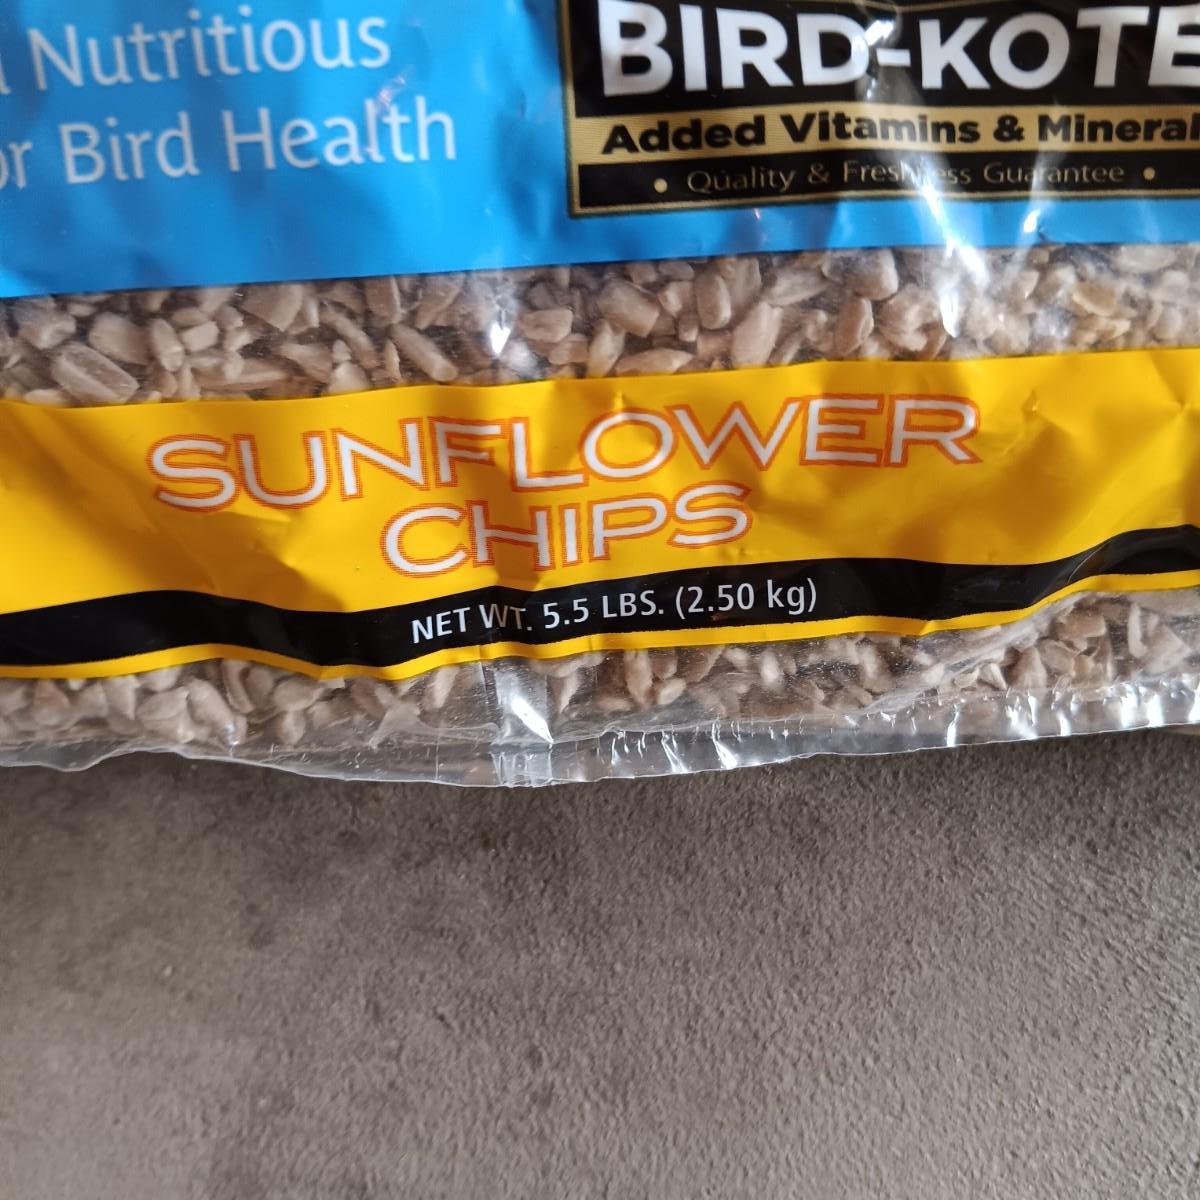 Nutritious
or Bird Health
BIRD-KOTE
Added Vitamins & Mineral
• Quality & Freshness Guarantee •
SUNFLOWER
CHIPS
NET WT. 5.5 LBS. (2.50 kg)